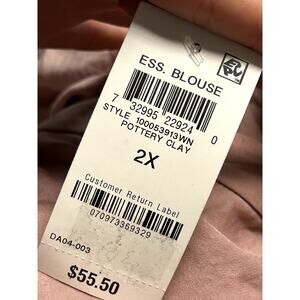 ESS. BLOUSE
7 32995 22924 0
STYLE 100053913WN
POTTERY CLAY
2X
Customer Return Label
070973369329
DA04-003
$55.50